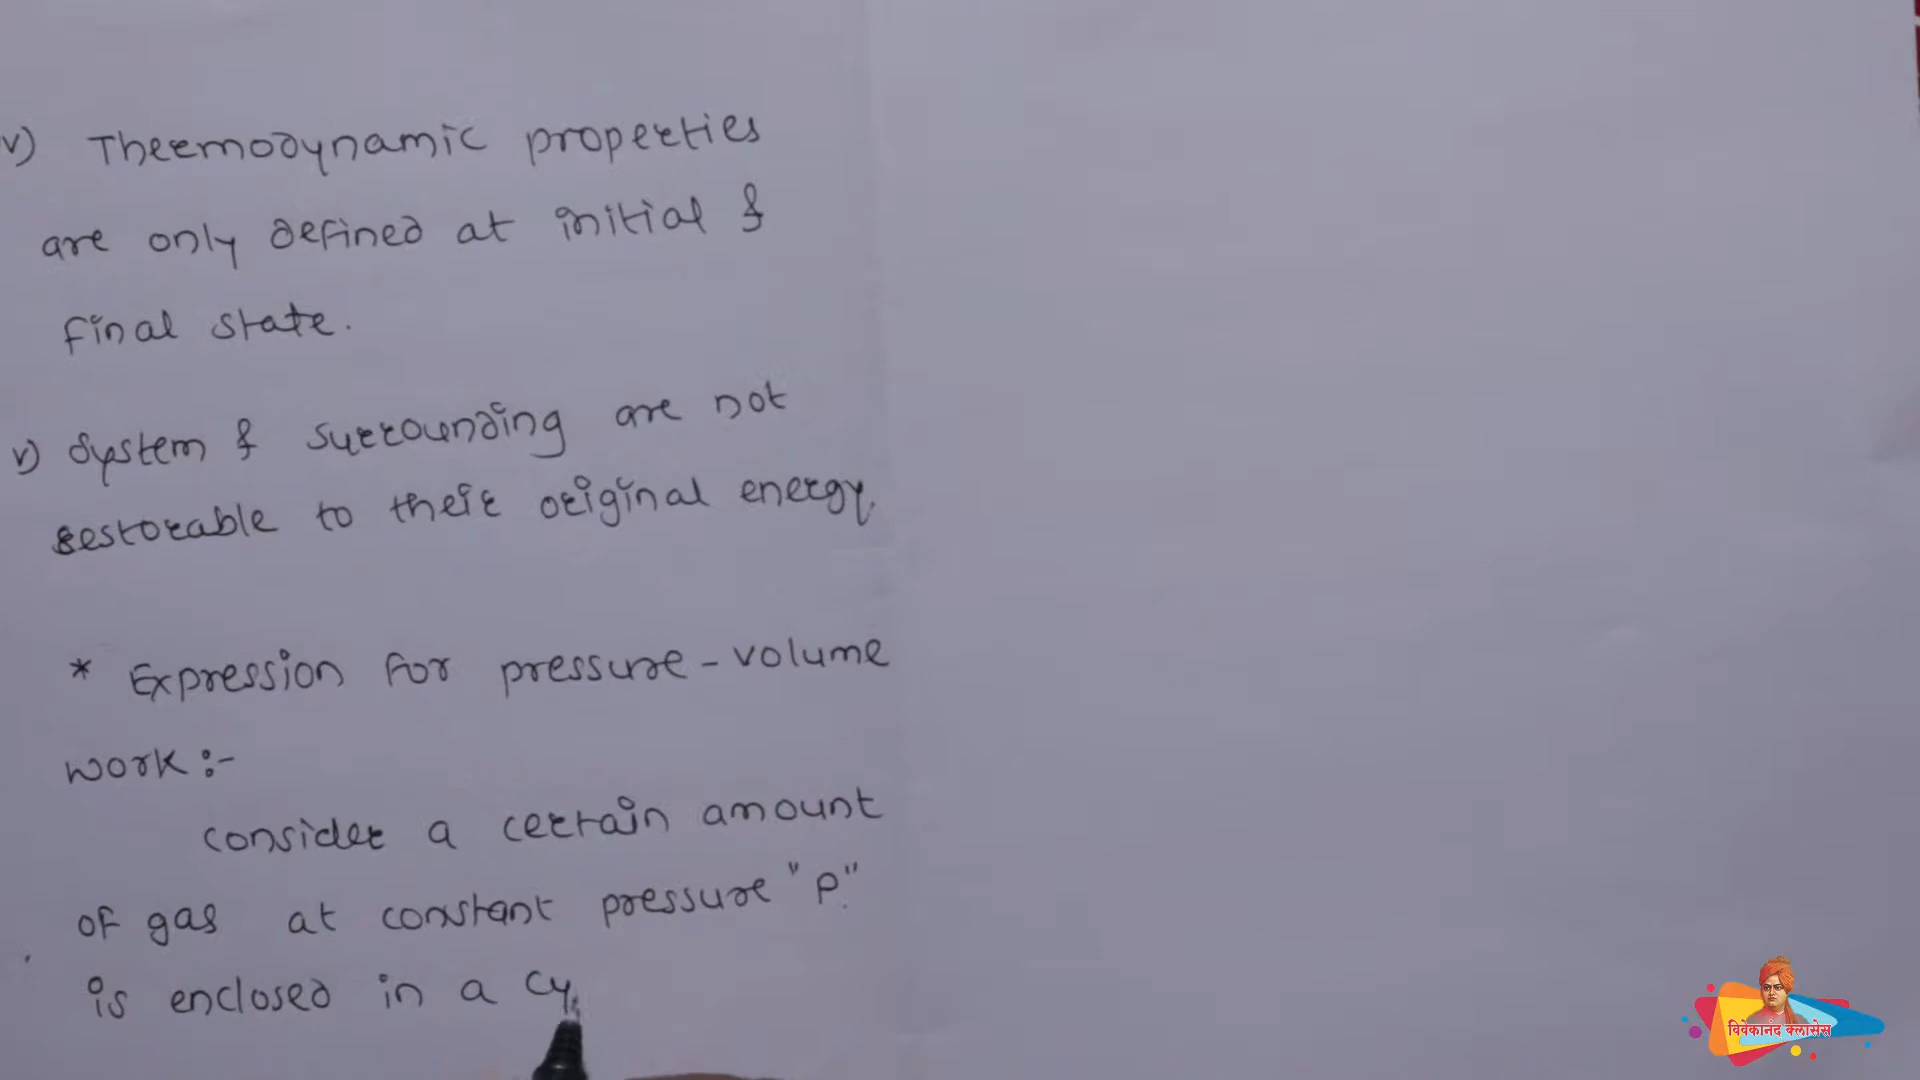 v) Thermodynamic properties
are only defined at initial &
final state.
v) System & surrounding are not
restorable to their original energy.
* Expression for pressure-volume
work :-
consider a certain amount
of gas at constant pressure "P."
is enclosed in a cy
विवेकानंद क्लासेस